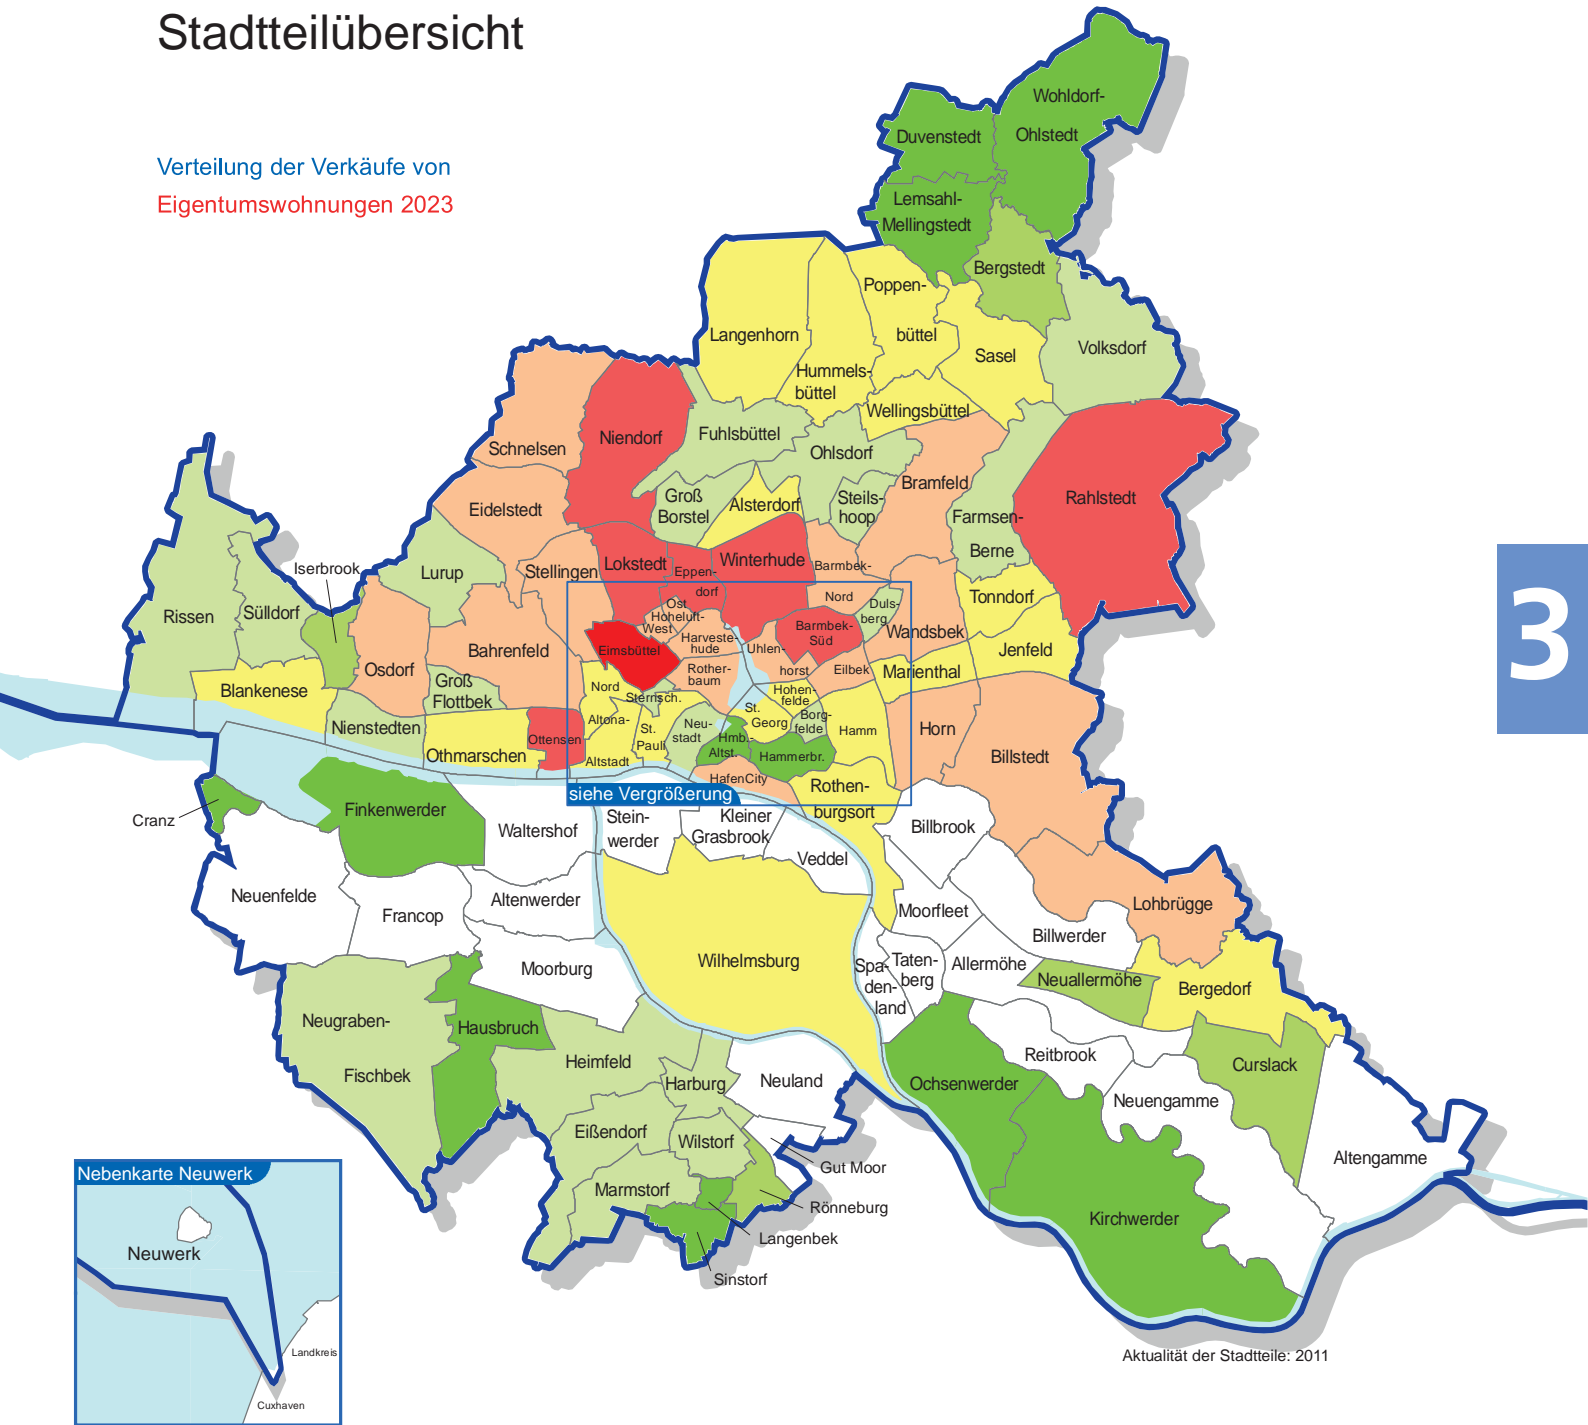 Stadtteilübersicht
Verteilung der Verkäufe von
Eigentumswohnungen 2023
3
Wohldorf-
Ohlstedt
Duvenstedt
Lemsahl-
Mellingstedt
Bergstedt
Poppen-
büttel
Langenhorn
Hummels-
büttel
Sasel
Volksdorf
Wellingsbüttel
Schnelsen
Niendorf
Fuhlsbüttel
Ohlsdorf
Bramfeld
Rahlstedt
Eidelstedt
Groß
Borstel
Alsterdorf
Steils-
hoop
Farmsen-
Berne
Iserbrook
Lurup
Stellingen
Lokstedt
Eppen-
dorf
Winterhude
Barmbek-
Nord
Tonndorf
Rissen
Sülldorf
Ost
Hoheluft-
West
Duls-
berg
Barmbek-
Süd
Wandsbek
Osdorf
Bahrenfeld
Eimsbüttel
Harveste-
hude
Uhlen-
horst
Jenfeld
Rother-
baum
Eilbek
Marienthal
Blankenese
Groß
Flottbek
Nord
Altona-
Altstadt
Sternsch.
Hohen-
felde
St.
Georg
Borg-
felde
Nienstedten
Othmarschen
Ottensen
St.
Pauli
Neu-
stadt
Hmb.-
Altst.
Hammerbr.
Hamm
Horn
Billstedt
HafenCity
Rothen-
burgsort
siehe Vergrößerung
Cranz
Finkenwerder
Waltershof
Stein-
werder
Kleiner
Grasbrook
Veddel
Billbrook
Neuenfelde
Francop
Altenwerder
Moorfleet
Lohbrügge
Billwerder
Moorburg
Wilhelmsburg
Spa-
den-
land
Taten-
berg
Allermöhe
Neuallermöhe
Bergedorf
Neugraben-
Fischbek
Hausbruch
Heimfeld
Harburg
Neuland
Ochsenwerder
Reitbrook
Curslack
Neuengamme
Eißendorf
Wilstorf
Gut Moor
Altengamme
Marmstorf
Rönneburg
Langenbek
Sinstorf
Kirchwerder
Nebenkarte Neuwerk
Neuwerk
Landkreis
Cuxhaven
Aktualität der Stadtteile: 2011